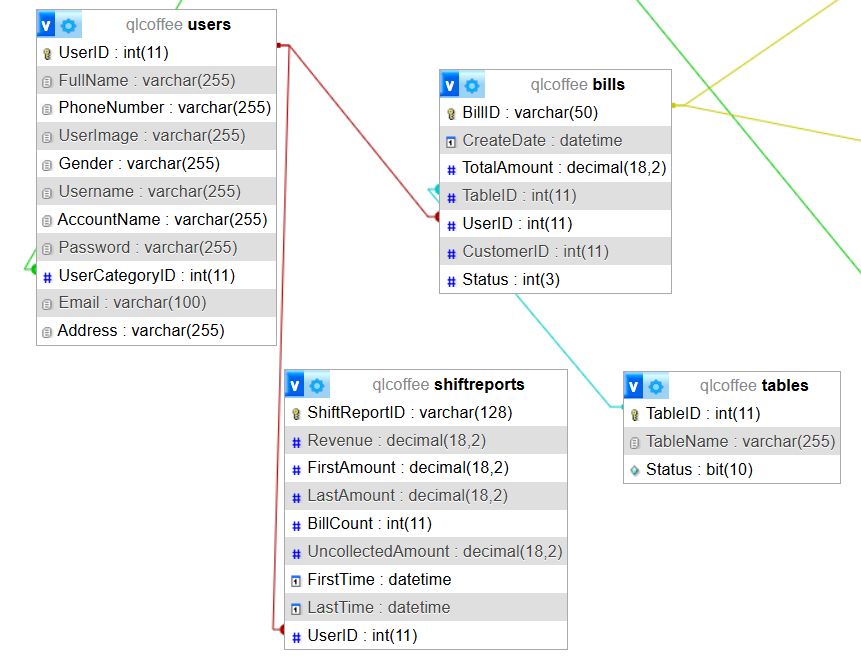 v qlcoffee users
UserID : int(11)
FullName : varchar(255)
PhoneNumber : varchar(255)
UserImage : varchar(255)
Gender : varchar(255)
Username : varchar(255)
AccountName : varchar(255)
Password : varchar(255)
# UserCategoryID : int(11)
Email : varchar(100)
Address : varchar(255)
v qlcoffee bills
BillID : varchar(50)
1 CreateDate : datetime
# TotalAmount : decimal(18,2)
# TableID : int(11)
# UserID : int(11)
# CustomerID : int(11)
# Status : int(3)
v qlcoffee shiftreports
ShiftReportID : varchar(128)
# Revenue : decimal(18,2)
# FirstAmount : decimal(18,2)
# LastAmount : decimal(18,2)
# BillCount : int(11)
# UncollectedAmount : decimal(18,2)
1 FirstTime : datetime
1 LastTime : datetime
# UserID : int(11)
v qlcoffee tables
TableID : int(11)
TableName : varchar(255)
Status : bit(10)